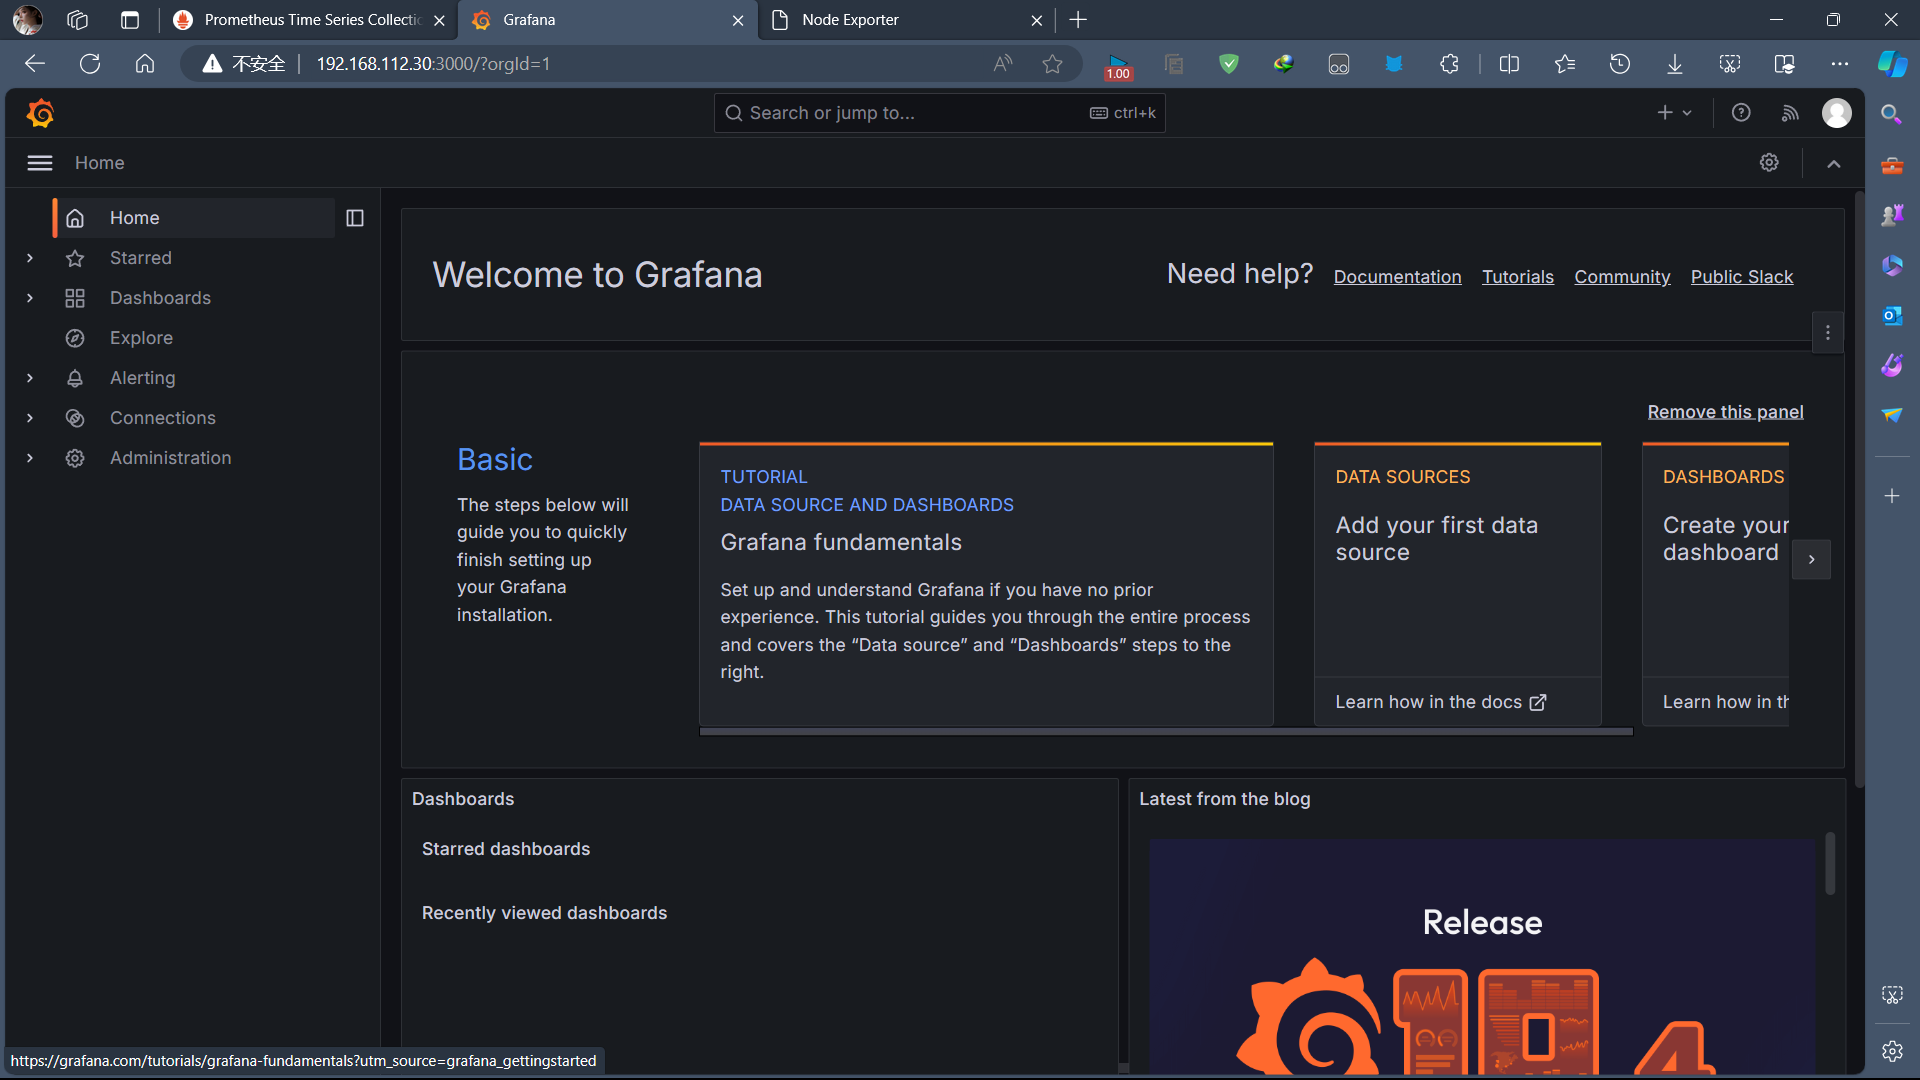 Prometheus Time Series Collectio
Grafana
Node Exporter
不安全
192.168.112.30:3000/?orgId=1
1.00
Search or jump to...
ctrl+k
Home
Home
Starred
Dashboards
Explore
Alerting
Connections
Administration
Welcome to Grafana
Need help?
Documentation
Tutorials
Community
Public Slack
Remove this panel
Basic
The steps below will
guide you to quickly
finish setting up
your Grafana
installation.
TUTORIAL
DATA SOURCE AND DASHBOARDS
Grafana fundamentals
Set up and understand Grafana if you have no prior
experience. This tutorial guides you through the entire process
and covers the “Data source” and “Dashboards” steps to the
right.
DATA SOURCES
Add your first data
source
Learn how in the docs
DASHBOARDS
Create your
dashboard
Learn how in th
Dashboards
Starred dashboards
Recently viewed dashboards
Latest from the blog
Release
10.4
https://grafana.com/tutorials/grafana-fundamentals?utm_source=grafana_gettingstarted